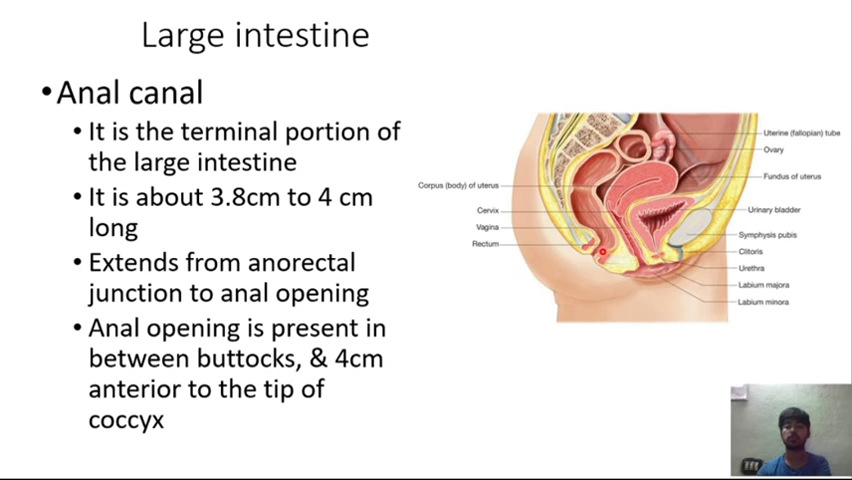 Large intestine
•Anal canal
• It is the terminal portion of
the large intestine
• It is about 3.8cm to 4 cm
long
• Extends from anorectal
junction to anal opening
• Anal opening is present in
between buttocks, & 4cm
anterior to the tip of
coccyx
Corpus (body) of uterus
Cervix
Vagina
Rectum
Uterine (fallopian) tube
Ovary
Fundus of uterus
Urinary bladder
Symphysis pubis
Clitoris
Urethra
Labium majora
Labium minora